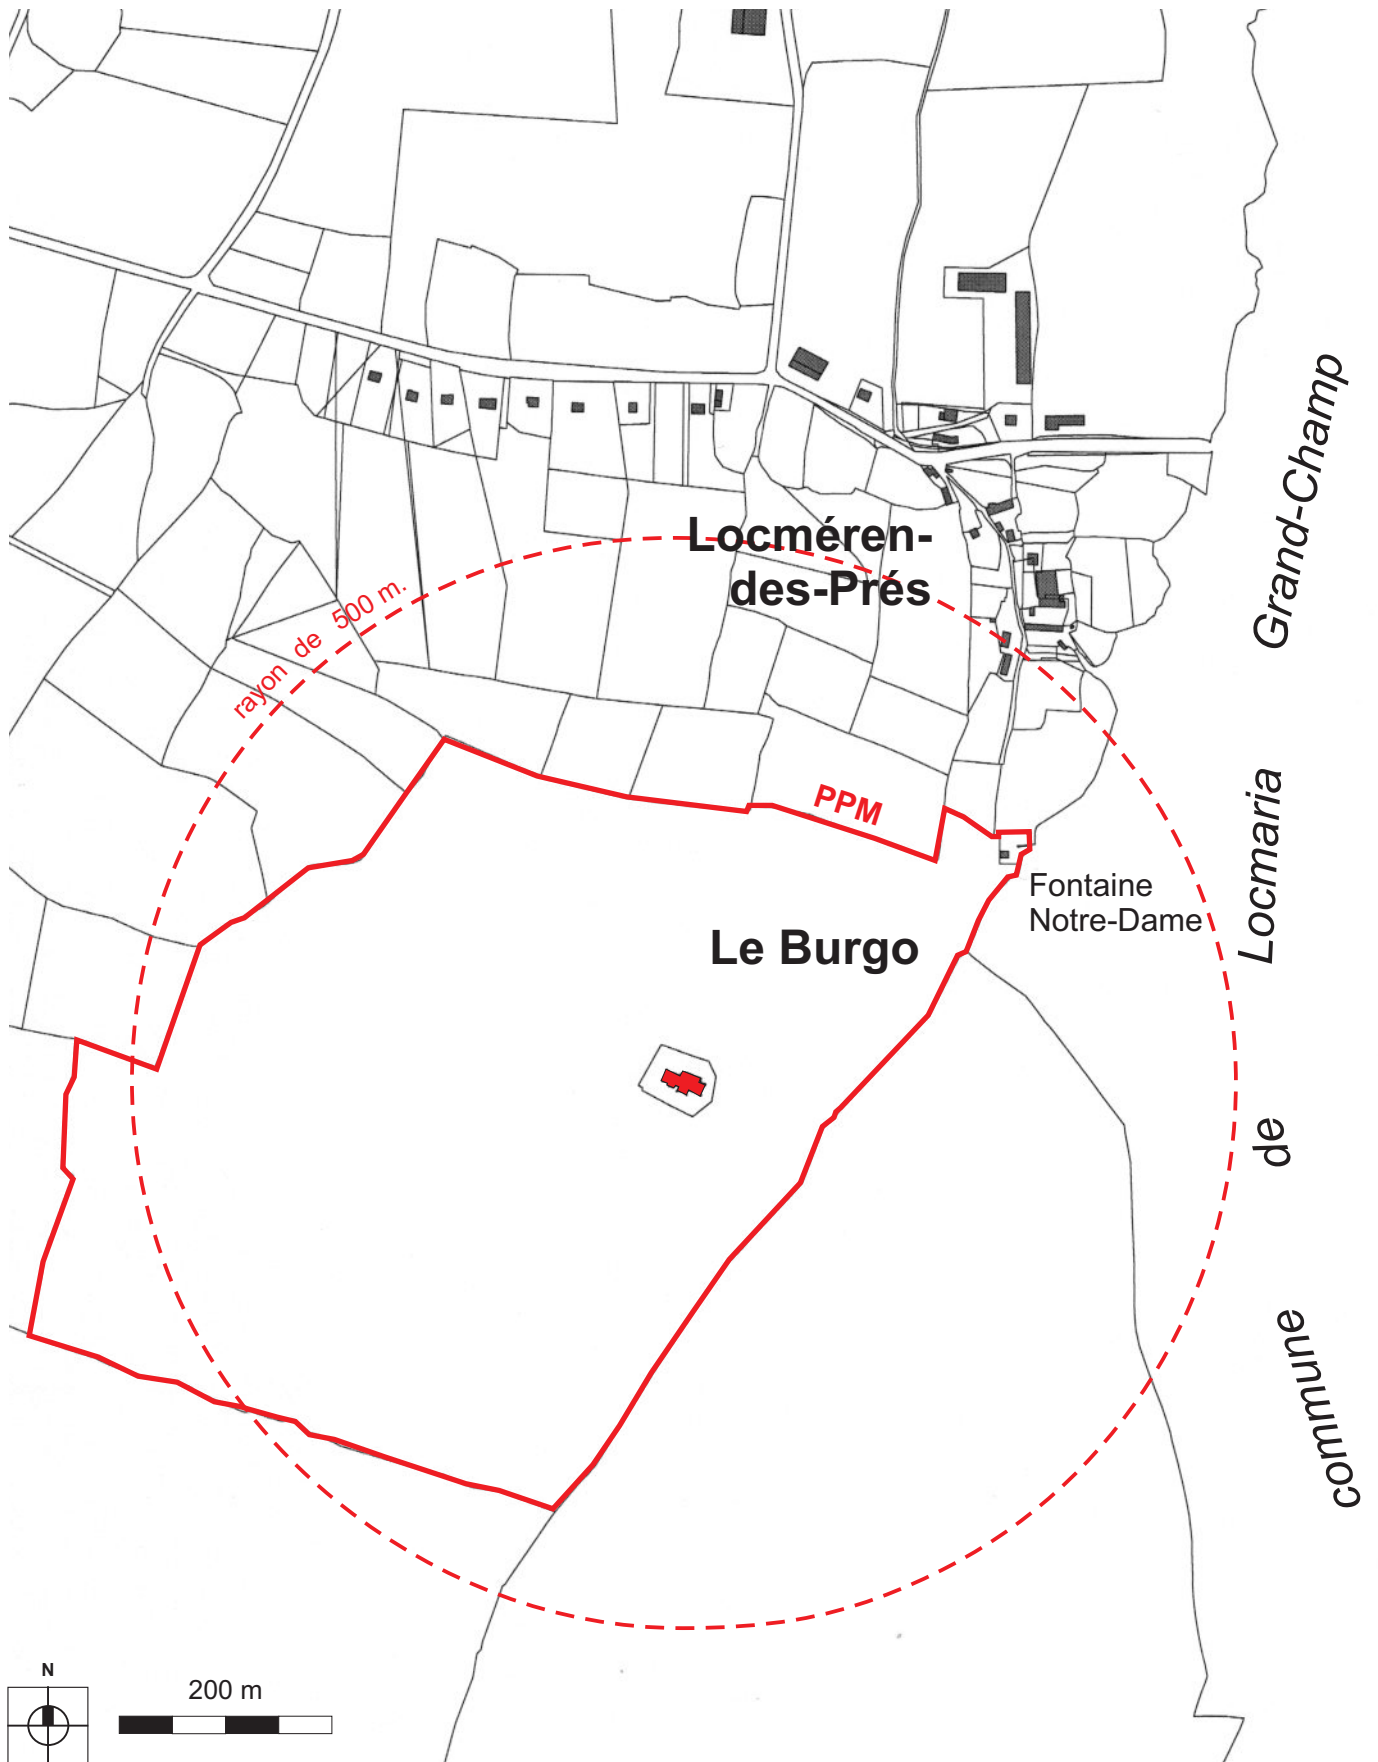 Locméren-
des-Prés
rayon de 500 m.
PPM
Fontaine
Notre-Dame
Le Burgo
commune de Locmaria Grand-Champ
N
200 m